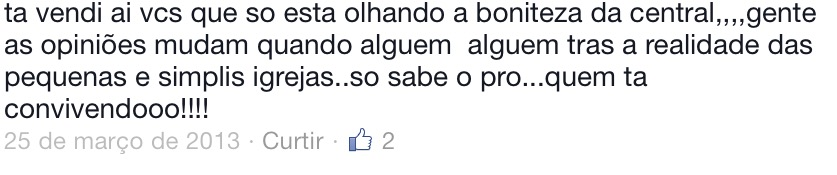 ta vendi ai vcs que so esta olhando a boniteza da central,,,,gente
as opiniões mudam quando alguem  alguem tras a realidade das
pequenas e simplis igrejas..so sabe o pro...quem ta
convivendooo!!!!
25 de março de 2013 · Curtir · 2